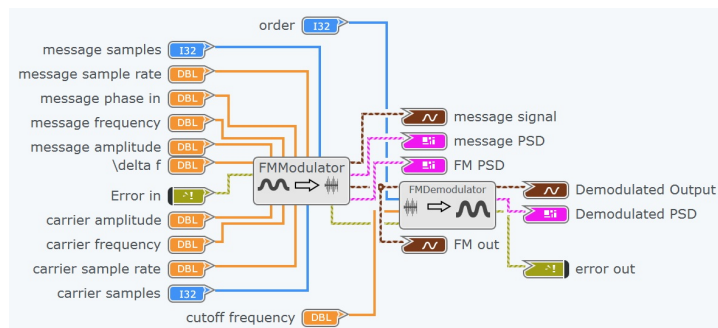 order I32
message samples I32
message sample rate DBL
message phase in DBL
message frequency DBL
message amplitude DBL
\delta f DBL
Error in
carrier amplitude DBL
carrier frequency DBL
carrier sample rate DBL
carrier samples I32
cutoff frequency DBL
FMModulator
message signal
message PSD
FM PSD
FMDemodulator
FM out
Demodulated Output
Demodulated PSD
error out